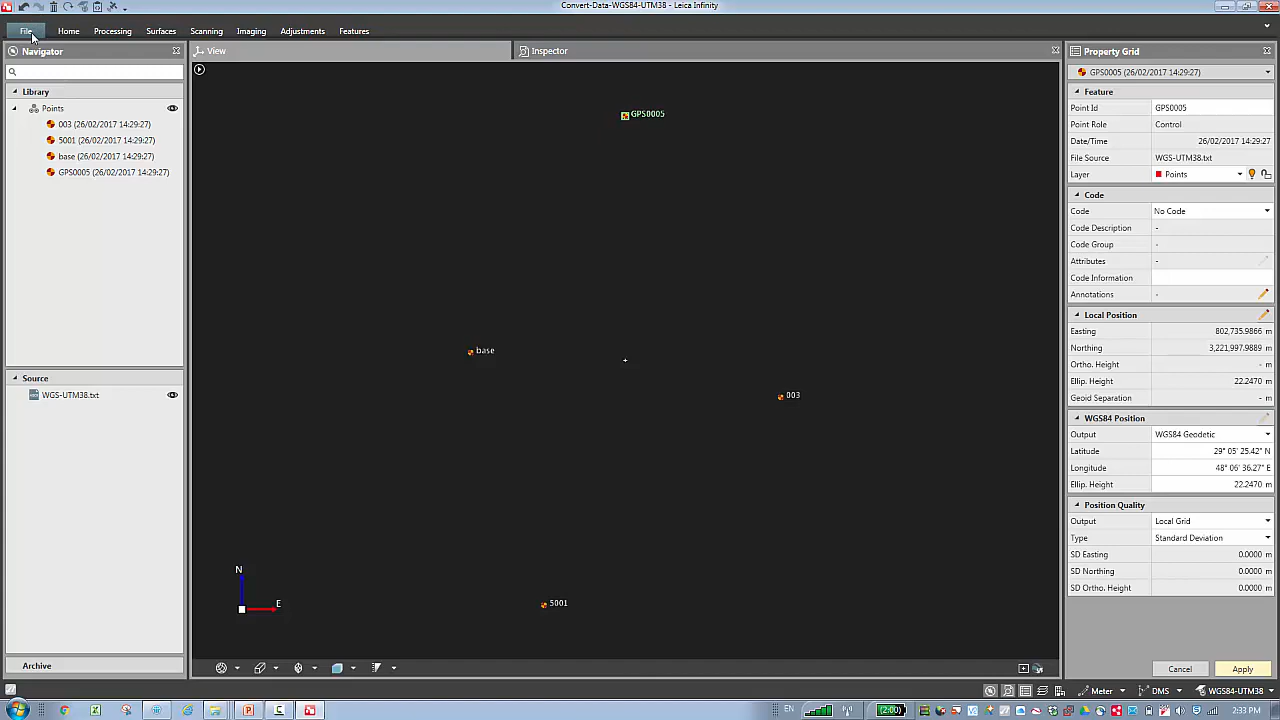 Convert-Data-WGS84-UTM38 - Leica Infinity
File Home Processing Surfaces Scanning Imaging Adjustments Features
Navigator
Library
Points
003 (26/02/2017 14:29:27)
5001 (26/02/2017 14:29:27)
base (26/02/2017 14:29:27)
GPS0005 (26/02/2017 14:29:27)
Source
WGS-UTM38.txt
Archive
View
Inspector
GPS0005
base
003
5001
N
E
Property Grid
GPS0005 (26/02/2017 14:29:27)
Feature
Point Id GPS0005
Point Role Control
Date/Time 26/02/2017 14:29:27
File Source WGS-UTM38.txt
Layer Points
Code
Code No Code
Code Description -
Code Group -
Attributes -
Code Information
Annotations -
Local Position
Easting 802,735.9866 m
Northing 3,221,997.9889 m
Ortho. Height - m
Ellip. Height 22.2470 m
Geoid Separation - m
WGS84 Position
Output WGS84 Geodetic
Latitude 29° 05' 25.42" N
Longitude 48° 06' 36.27" E
Ellip. Height 22.2470 m
Position Quality
Output Local Grid
Type Standard Deviation
SD Easting 0.0000 m
SD Northing 0.0000 m
SD Ortho. Height 0.0000 m
Cancel Apply
Meter DMS WGS84-UTM38
EN (2:00) 2:33 PM